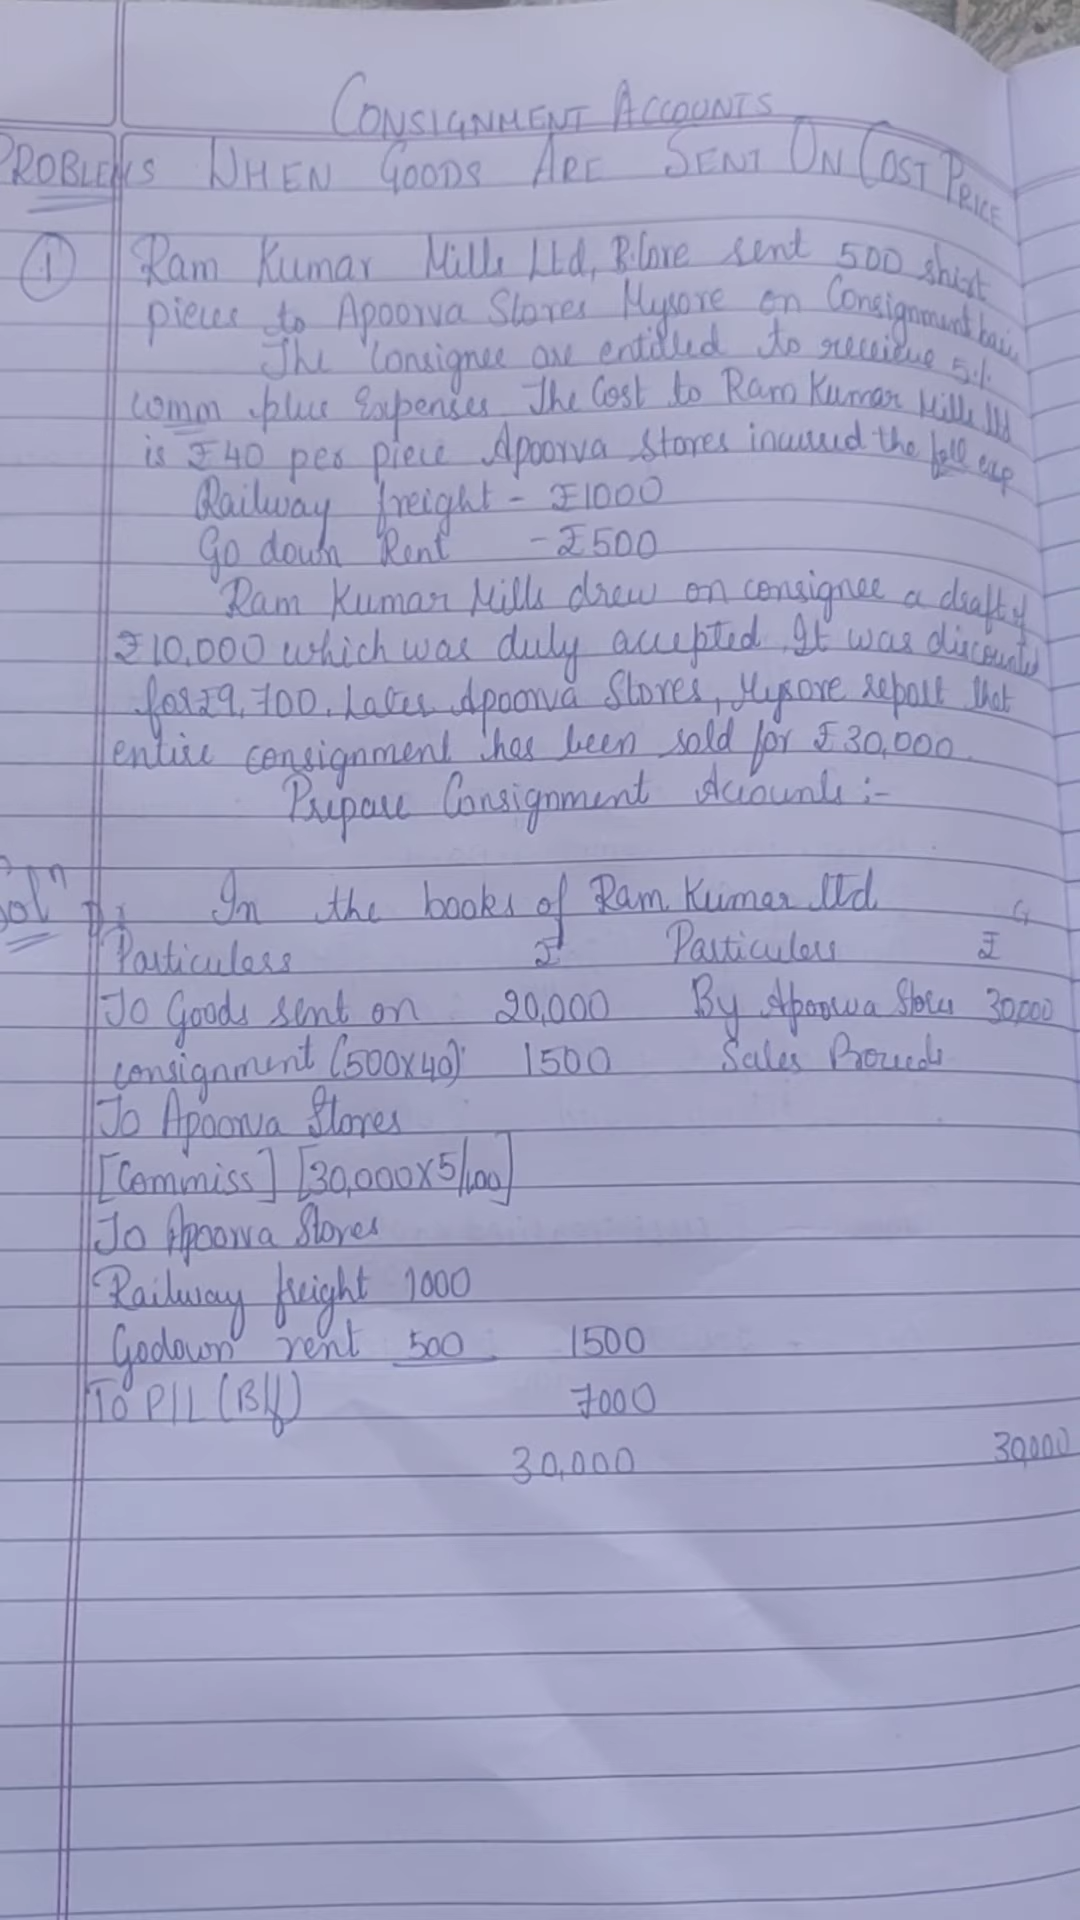 CONSIGNMENT ACCOUNTS
PROBLEMS WHEN GOODS ARE SENT ON COST PRICE
① Ram Kumar Mills Ltd, B'lore sent 500 shirt
pieces to Apoorva Stores Mysore on Consignment
The Consignee are entitled to receive 5%
comm plus Expenses. The Cost to Ram Kumar Mills ltd
is ₹40 per piece Apoorva Stores incurred the foll exp
Railway freight - ₹1000
Go down Rent - ₹500
Ram Kumar Mills drew on consignee a draft of
₹10,000 which was duly accepted. It was discounted
for ₹9,700. Later Apoorva Stores, Mysore report that
entire consignment has been sold for ₹30,000.
Prepare Consignment Accounts :-
Solⁿ In the books of Ram Kumar ltd
Dr Cr
Particulars ₹ Particulars ₹
To Goods sent on 20,000 By Apoorva Stores 30,000
consignment (500x40) 1500 Sales Proceeds
To Apoorva Stores
[Commiss] [30,000x5/100]
To Apoorva Stores
Railway freight 1000
Godown rent 500 1500
To P/L (B/f) 7000
30,000 30,000